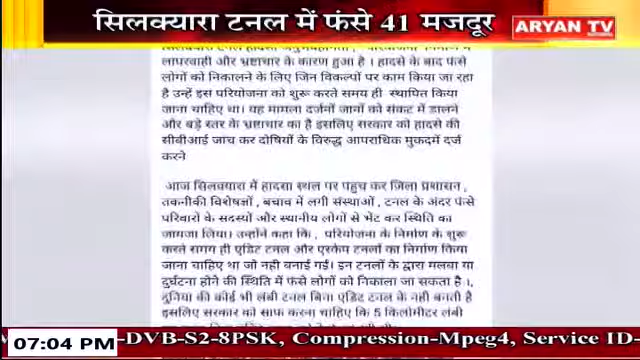 सिलक्यारा टनल में फंसे 41 मजदूर
ARYAN TV
लापरवाही और भ्रष्टाचार के कारण हुआ है । हादसे के बाद फंसे
लोगों को निकालने के लिए जिन विकल्पों पर काम किया जा रहा
है उन्हें इस परियोजना को शुरू करते समय ही स्थापित किया
जाना चाहिए था। यह मामला दर्जनों जानों को संकट में डालने
और बड़े स्तर के भ्रष्टाचार का है इसलिए सरकार को हादसे की
सीबीआई जाच कर दोषियों के विरुद्ध आपराधिक मुकदमें दर्ज
करने
आज सिलक्यारा में हादसा स्थल पर पहुच कर जिला प्रशासन ,
तकनीकी विशेषज्ञों , बचाव में लगी संस्थाओं , टनल के अंदर फंसे
परिवारों के सदस्यों और स्थानीय लोगों से भेंट कर स्थिति का
जायजा लिया। उन्होंने कहा कि , परियोजना के निर्माण के शुरू
करते समय ही एडिट टनल और एस्केप टनलों का निर्माण किया
जाना चाहिए था जो नही बनाई गई। इन टनलों के द्वारा मलबा या
दुर्घटना होने की स्थिति में फंसे लोगों को निकाला जा सकता है ।,
दुनिया की कोई भी लंबी टनल बिना एडिट टनल के नही बनती है
इसलिए सरकार को साफ करना चाहिए कि 5 किलोमीटर लंबी
07:04 PM
-DVB-S2-8PSK, Compression-Mpeg4, Service ID-